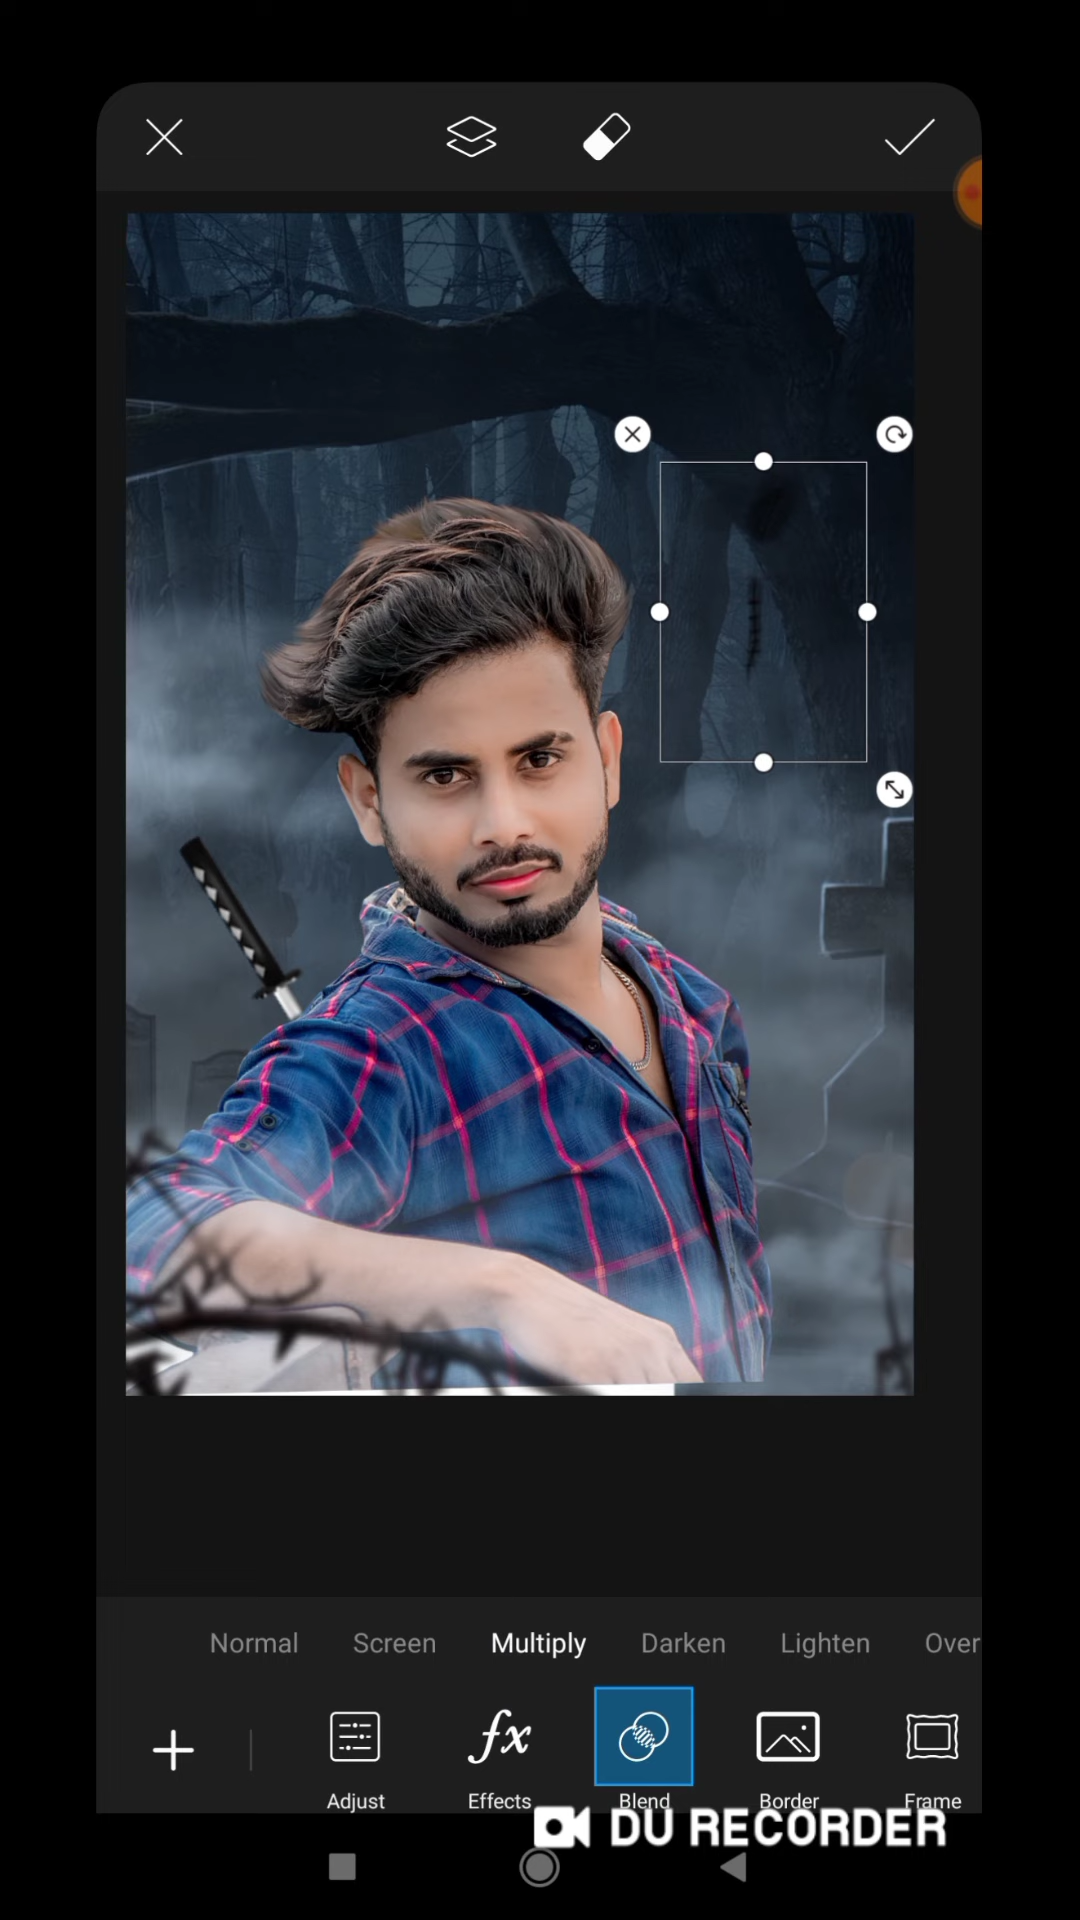 Normal Screen Multiply Darken Lighten Over
Adjust Effects Blend Border Frame
DU RECORDER